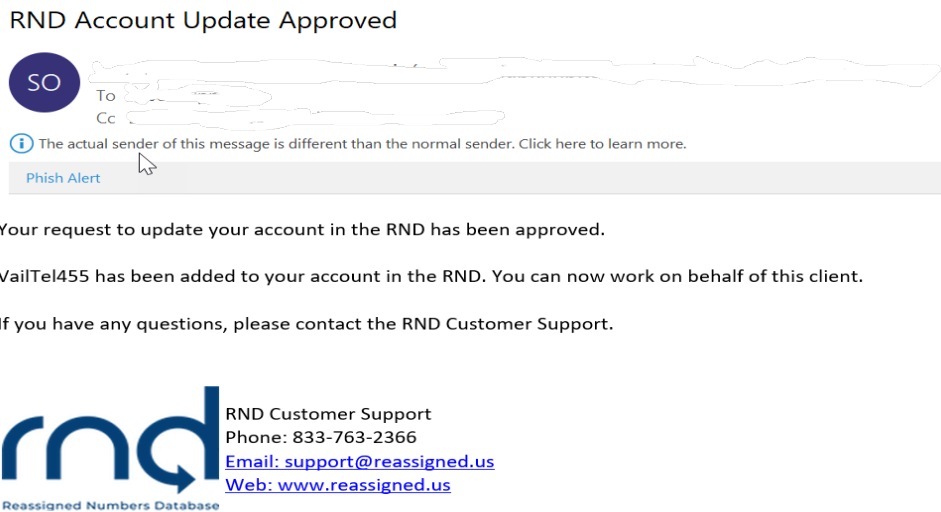 RND Account Update Approved
SO
To
Cc
The actual sender of this message is different than the normal sender. Click here to learn more.
Phish Alert
Your request to update your account in the RND has been approved.
VailTel455 has been added to your account in the RND. You can now work on behalf of this client.
If you have any questions, please contact the RND Customer Support.
rnd
Reassigned Numbers Database
RND Customer Support
Phone: 833-763-2366
Email: support@reassigned.us
Web: www.reassigned.us